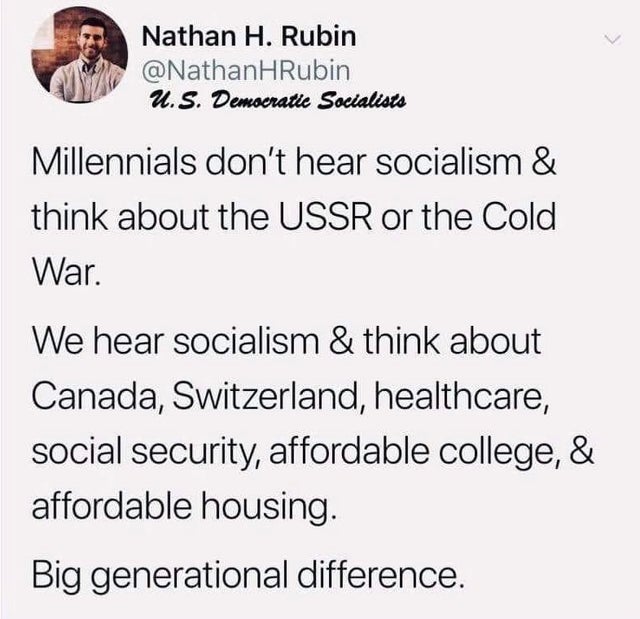 Nathan H. Rubin
@NathanHRubin
U.S. Democratic Socialists
Millennials don't hear socialism &
think about the USSR or the Cold
War.
We hear socialism & think about
Canada, Switzerland, healthcare,
social security, affordable college, &
affordable housing.
Big generational difference.